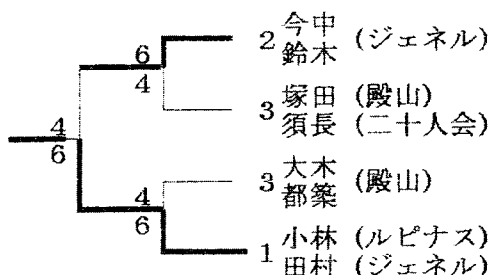 2 今中
鈴木 (ジェネル)
6
4
3 塚田 (殿山)
須長 (二十人会)
4
6
3 大木
都築 (殿山)
4
6
1 小林 (ルピナス)
田村 (ジェネル)